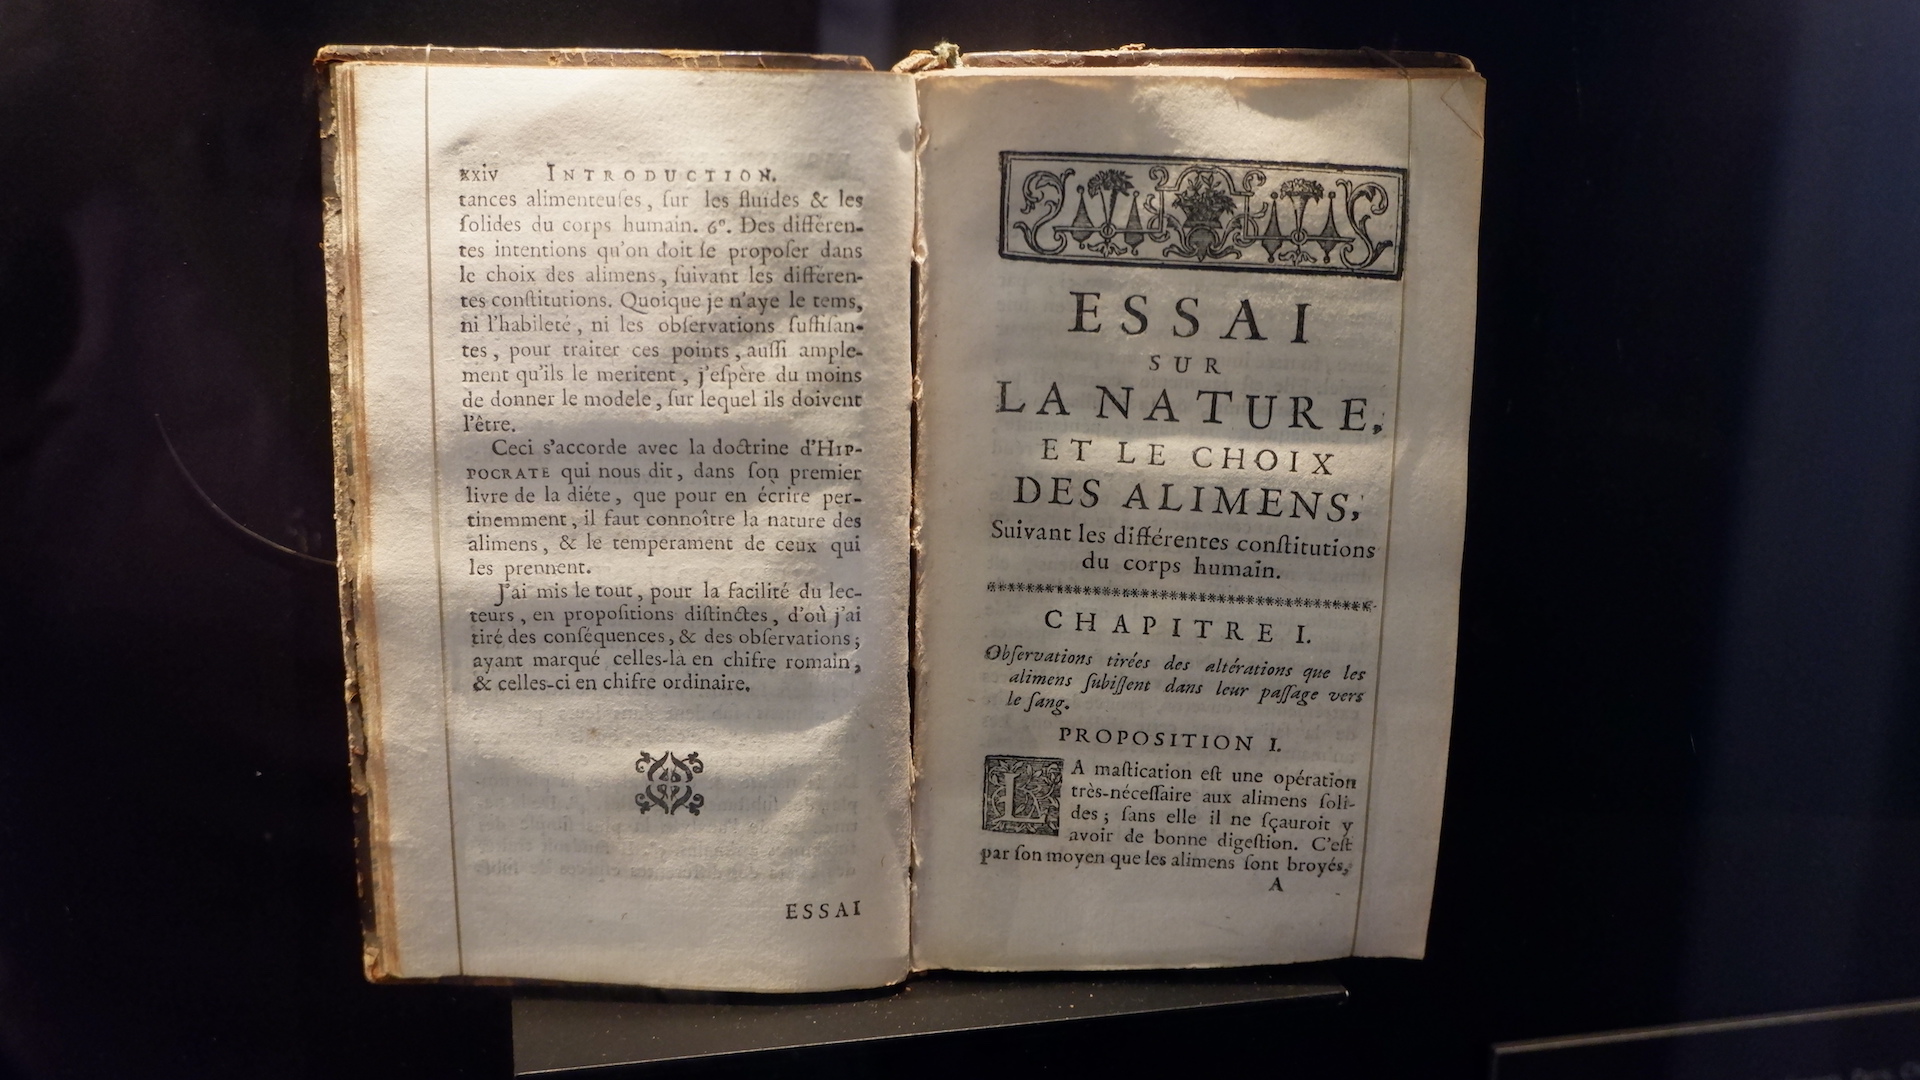 xxiv INTRODUCTION.
tances alimenteuſes, ſur les fluïdes & les
ſolides du corps humain. 6°. Des différen-
tes intentions qu'on doit ſe propoſer dans
le choix des alimens, ſuivant les différen-
tes conſtitutions. Quoique je n'aye le tems,
ni l'habileté, ni les obſervations ſuffiſan-
tes, pour traiter ces points, auſſi ample-
ment qu'ils le meritent, j'eſpère du moins
de donner le modele, ſur lequel ils doivent
l'être.
Ceci s'accorde avec la doctrine d'HIP-
POCRATE qui nous dit, dans ſon premier
livre de la diéte, que pour en écrire per-
tinemment, il faut connoître la nature des
alimens, & le temperament de ceux qui
les prennent.
J'ai mis le tout, pour la facilité du lec-
teurs, en propoſitions diſtinctes, d'où j'ai
tiré des conſéquences, & des obſervations;
ayant marqué celles-là en chifre romain,
& celles-ci en chifre ordinaire.
ESSAI
ESSAI
SUR
LA NATURE,
ET LE CHOIX
DES ALIMENS,
Suivant les différentes conſtitutions
du corps humain.
CHAPITRE I.
Obſervations tirées des altérations que les
alimens ſubiſſent dans leur paſſage vers
le ſang.
PROPOSITION I.
LA maſtication eſt une opération
très-néceſſaire aux alimens ſoli-
des; ſans elle il ne ſçauroit y
avoir de bonne digeſtion. C'eſt
par ſon moyen que les alimens ſont broyés,
A